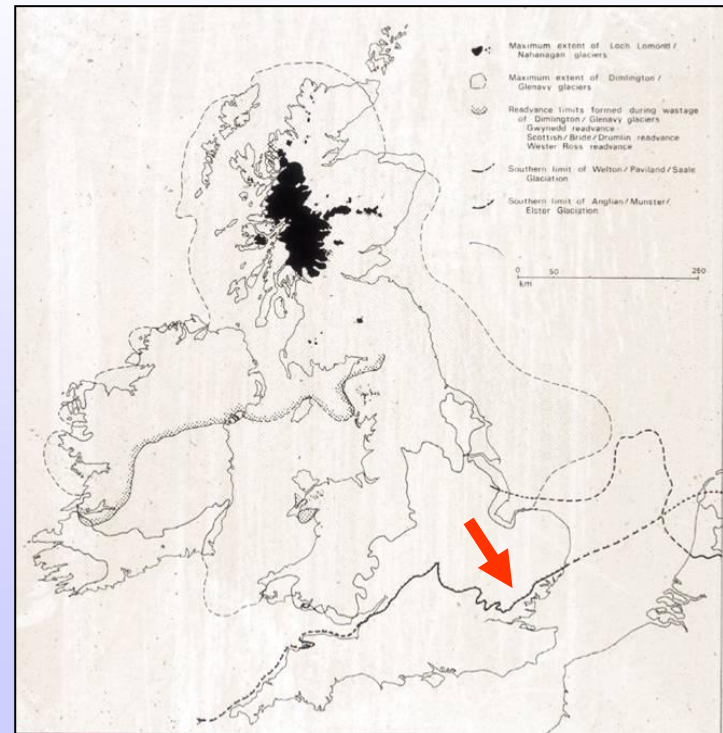 Maximum extent of Loch Lomond/
Nahanagan glaciers
Maximum extent of Dimlington/
Glenavy glaciers
Readvance limits formed during wastage
of Dimlington/Glenavy glaciers
Gwynedd readvance
Scottish/Bride/Drumlin readvance
Wester Ross readvance
Southern limit of Welton/Paviland/Saale
Glaciation
Southern limit of Anglian/Munster/
Elster Glaciation
0 50 250
km